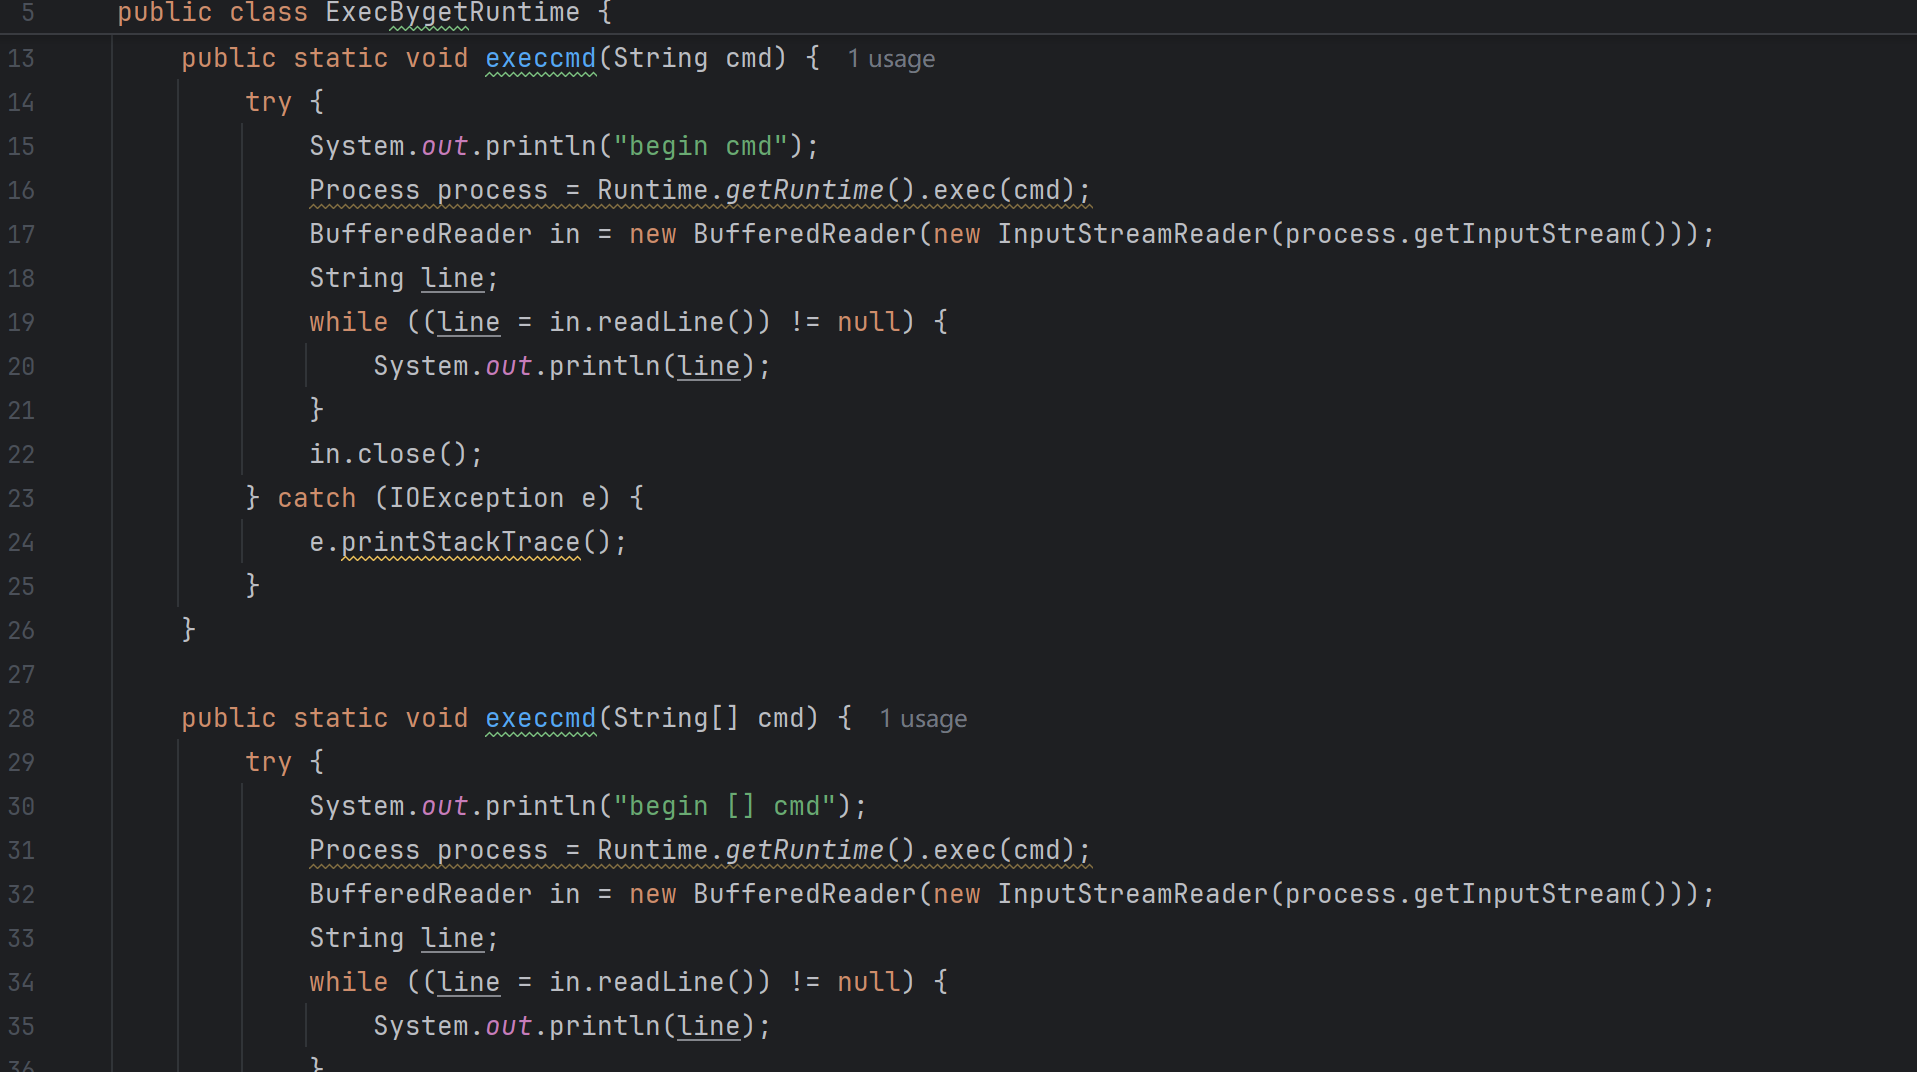 5 public class ExecBygetRuntime {
13 public static void execcmd(String cmd) { 1 usage
14 try {
15 System.out.println("begin cmd");
16 Process process = Runtime.getRuntime().exec(cmd);
17 BufferedReader in = new BufferedReader(new InputStreamReader(process.getInputStream()));
18 String line;
19 while ((line = in.readLine()) != null) {
20 System.out.println(line);
21 }
22 in.close();
23 } catch (IOException e) {
24 e.printStackTrace();
25 }
26 }
27
28 public static void execcmd(String[] cmd) { 1 usage
29 try {
30 System.out.println("begin [] cmd");
31 Process process = Runtime.getRuntime().exec(cmd);
32 BufferedReader in = new BufferedReader(new InputStreamReader(process.getInputStream()));
33 String line;
34 while ((line = in.readLine()) != null) {
35 System.out.println(line);
36 }